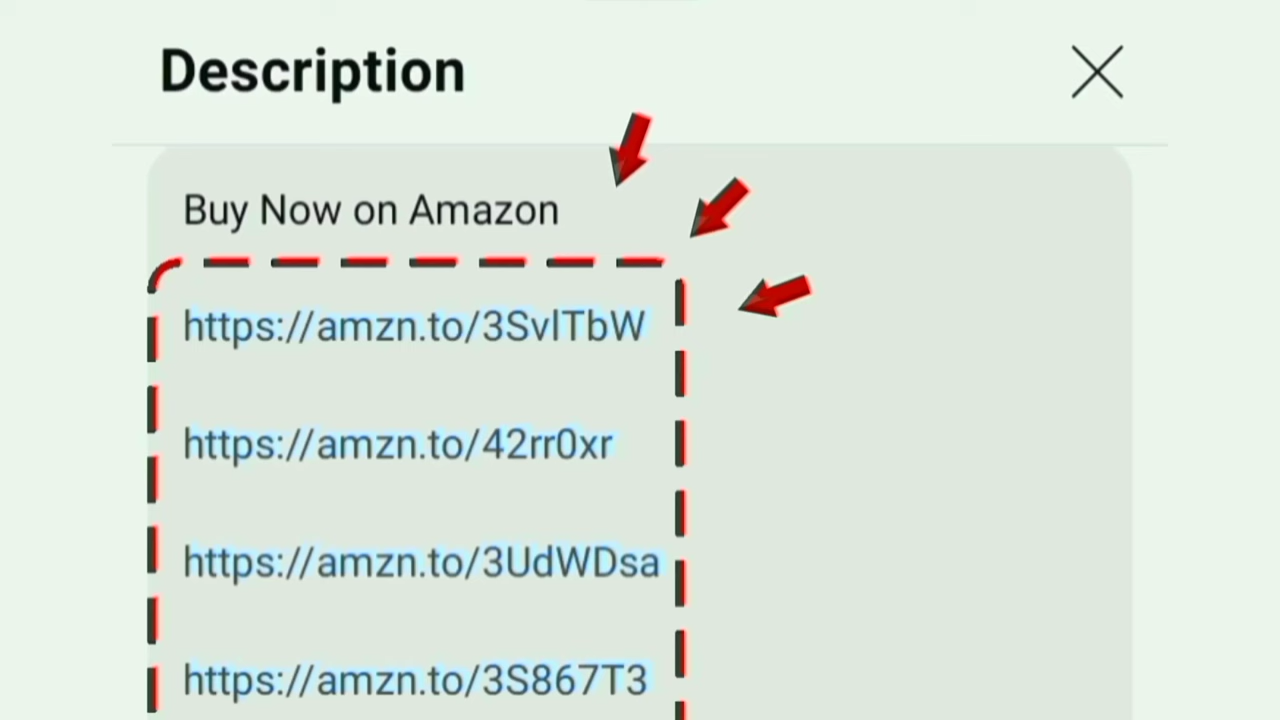 Description
Buy Now on Amazon
https://amzn.to/3SvlTbW
https://amzn.to/42rr0xr
https://amzn.to/3UdWDsa
https://amzn.to/3S867T3